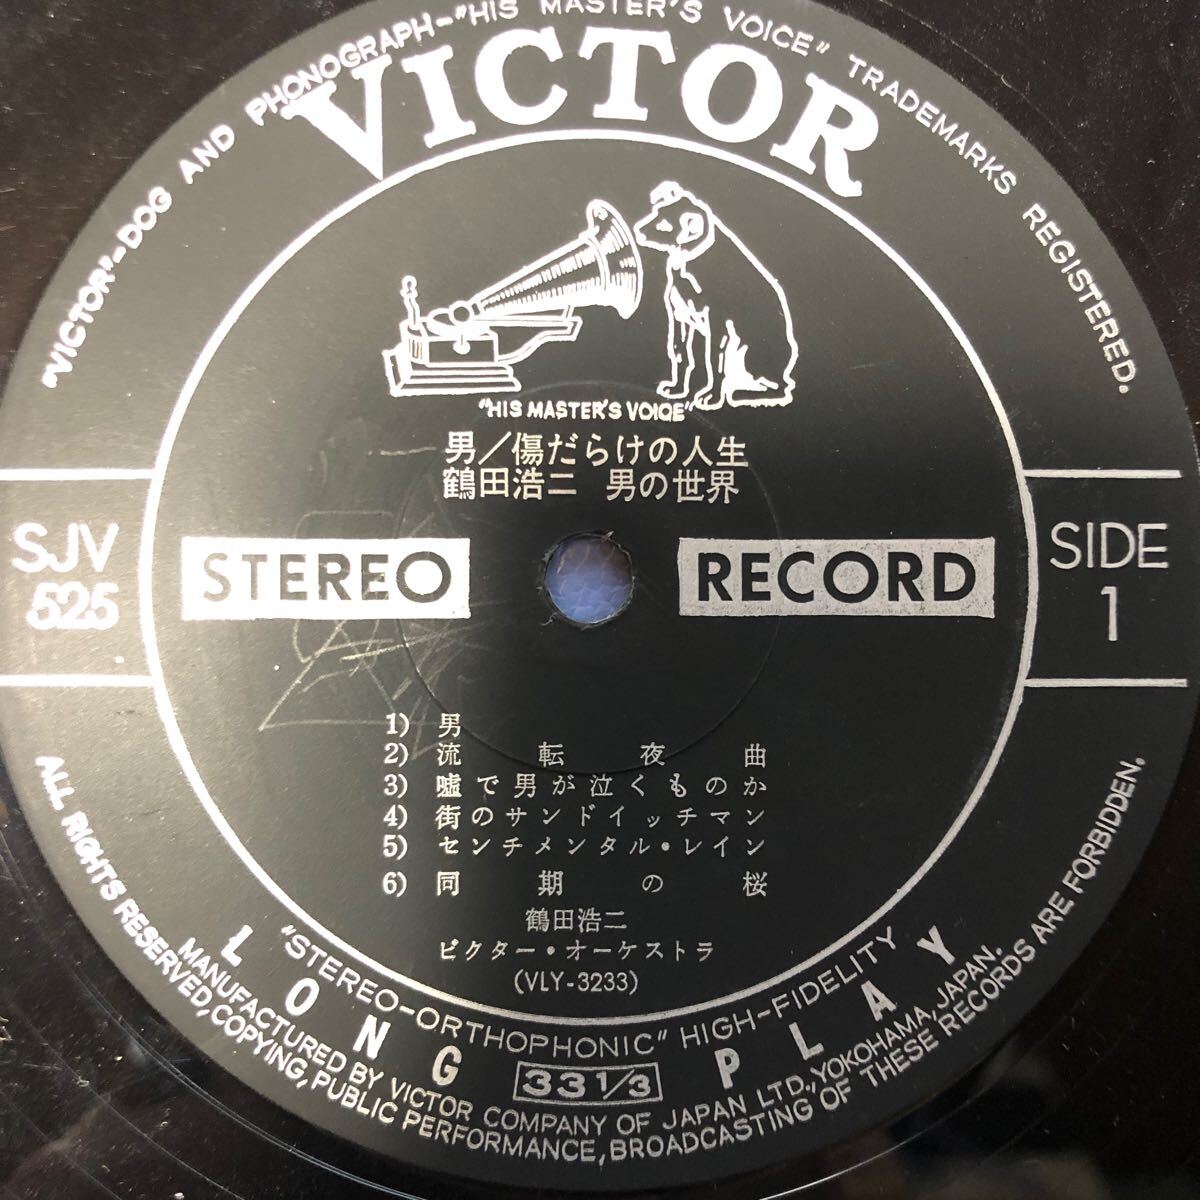 "VICTOR"-DOG AND PHONOGRAPH-"HIS MASTER'S VOICE" TRADEMARKS REGISTERED.
VICTOR
"HIS MASTER'S VOICE"
男/傷だらけの人生
鶴田浩二 男の世界
SJV
525
STEREO
RECORD
SIDE
1
1) 男
2) 流転夜曲
3) 嘘で男が泣くものか
4) 街のサンドイッチマン
5) センチメンタル・レイン
6) 同期の桜
鶴田浩二
ビクター・オーケストラ
(VLY-3233)
"STEREO-ORTHOPHONIC" HIGH-FIDELITY
LONG PLAY
33 1/3
MANUFACTURED BY VICTOR COMPANY OF JAPAN LTD., YOKOHAMA, JAPAN.
ALL RIGHTS RESERVED, COPYING, PUBLIC PERFORMANCE, BROADCASTING OF THESE RECORDS ARE FORBIDDEN.